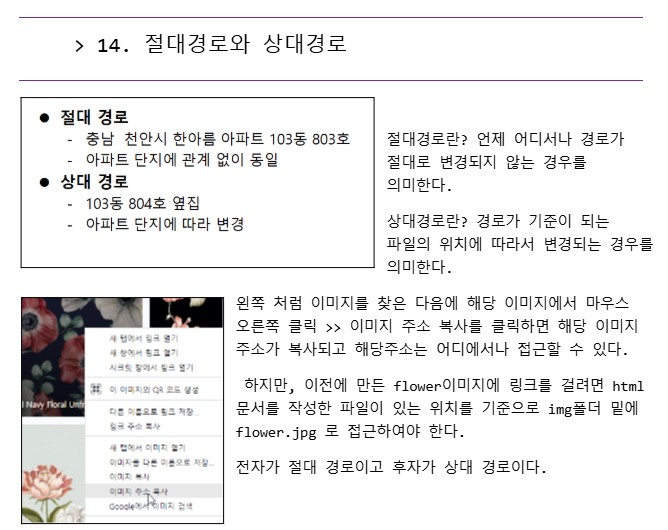 > 14. 절대경로와 상대경로
● 절대 경로
- 충남 천안시 한아름 아파트 103동 803호
- 아파트 단지에 관계 없이 동일
● 상대 경로
- 103동 804호 옆집
- 아파트 단지에 따라 변경
절대경로란? 언제 어디서나 경로가
절대로 변경되지 않는 경우를
의미한다.
상대경로란? 경로가 기준이 되는
파일의 위치에 따라서 변경되는 경우를
의미한다.
새 탭에서 링크 열기
새 창에서 링크 열기
시크릿 창에서 링크 열기
이 이미지의 QR 코드 생성
l Navy Floral Unfr
다른 이름으로 링크 저장...
링크 주소 복사
새 탭에서 이미지 열기
이미지를 다른 이름으로 저장...
이미지 복사
이미지 주소 복사
Google에서 이미지 검색
왼쪽 처럼 이미지를 찾은 다음에 해당 이미지에서 마우스
오른쪽 클릭 >> 이미지 주소 복사를 클릭하면 해당 이미지
주소가 복사되고 해당주소는 어디에서나 접근할 수 있다.
하지만, 이전에 만든 flower이미지에 링크를 걸려면 html
문서를 작성한 파일이 있는 위치를 기준으로 img폴더 밑에
flower.jpg 로 접근하여야 한다.
전자가 절대 경로이고 후자가 상대 경로이다.